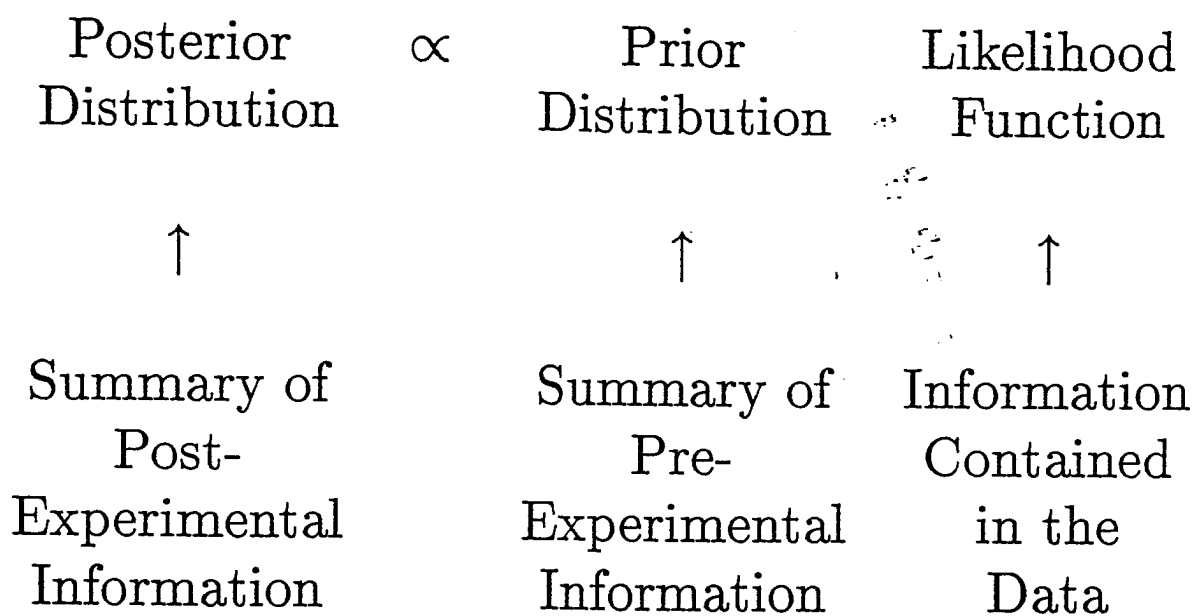 Posterior ∝ Prior Likelihood
Distribution Distribution Function
↑ ↑ ↑
Summary of Summary of Information
Post- Pre- Contained
Experimental Experimental in the
Information Information Data